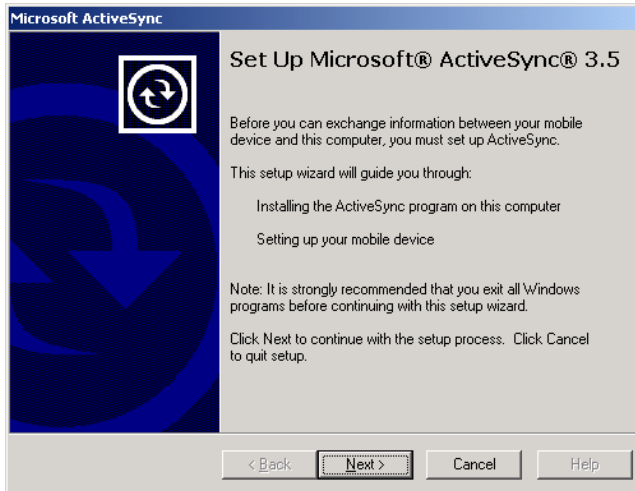 Microsoft ActiveSync
Set Up Microsoft® ActiveSync® 3.5
Before you can exchange information between your mobile
device and this computer, you must set up ActiveSync.
This setup wizard will guide you through:
Installing the ActiveSync program on this computer
Setting up your mobile device
Note: It is strongly recommended that you exit all Windows
programs before continuing with this setup wizard.
Click Next to continue with the setup process.  Click Cancel
to quit setup.
< Back Next > Cancel Help